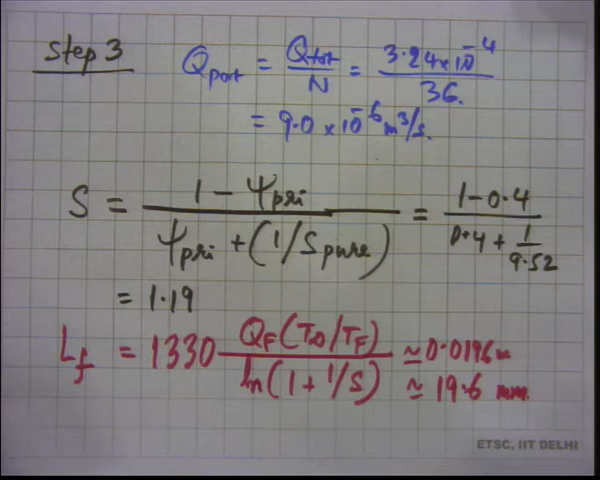 Step 3
Q_port = Q_tot / N = 3.24×10^-4 / 36.
= 9.0 × 10^-6 m³/s.
S = 1 - Ψ_pri / Ψ_pri + (1/S_pure) = 1-0.4 / 0.4 + 1/9.52
= 1.19
L_f = 1330 Q_F (T_0/T_F) / ln(1 + 1/S) ≃ 0.0196 m
≃ 19.6 mm.
ETSC, IIT DELHI